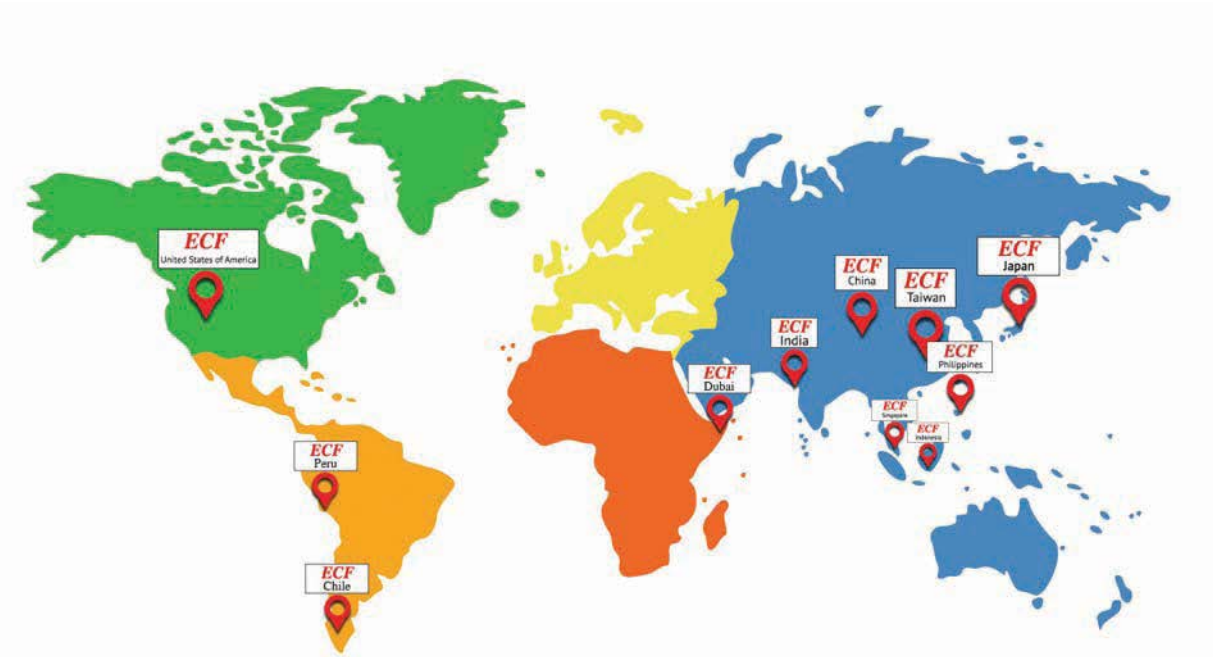 ECF
United States of America
ECF
Japan
ECF
China
ECF
Taiwan
ECF
India
ECF
Philippines
ECF
Dubai
ECF
Singapore
ECF
Indonesia
ECF
Peru
ECF
Chile